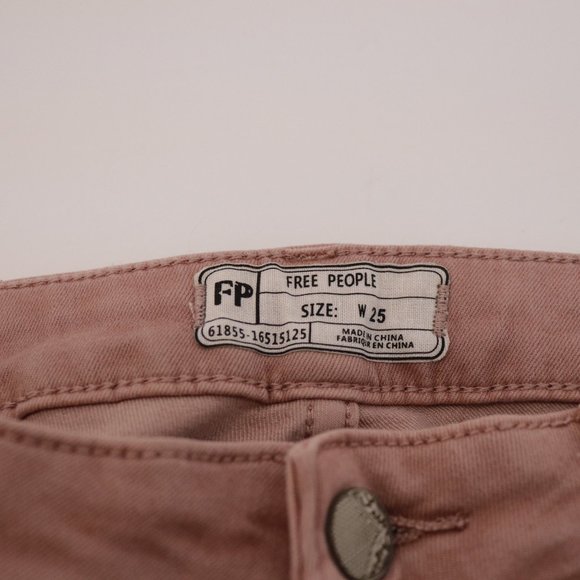 FP
FREE PEOPLE
SIZE: W 25
61855-16515125
MADE IN CHINA
FABRIQUÉ EN CHINA